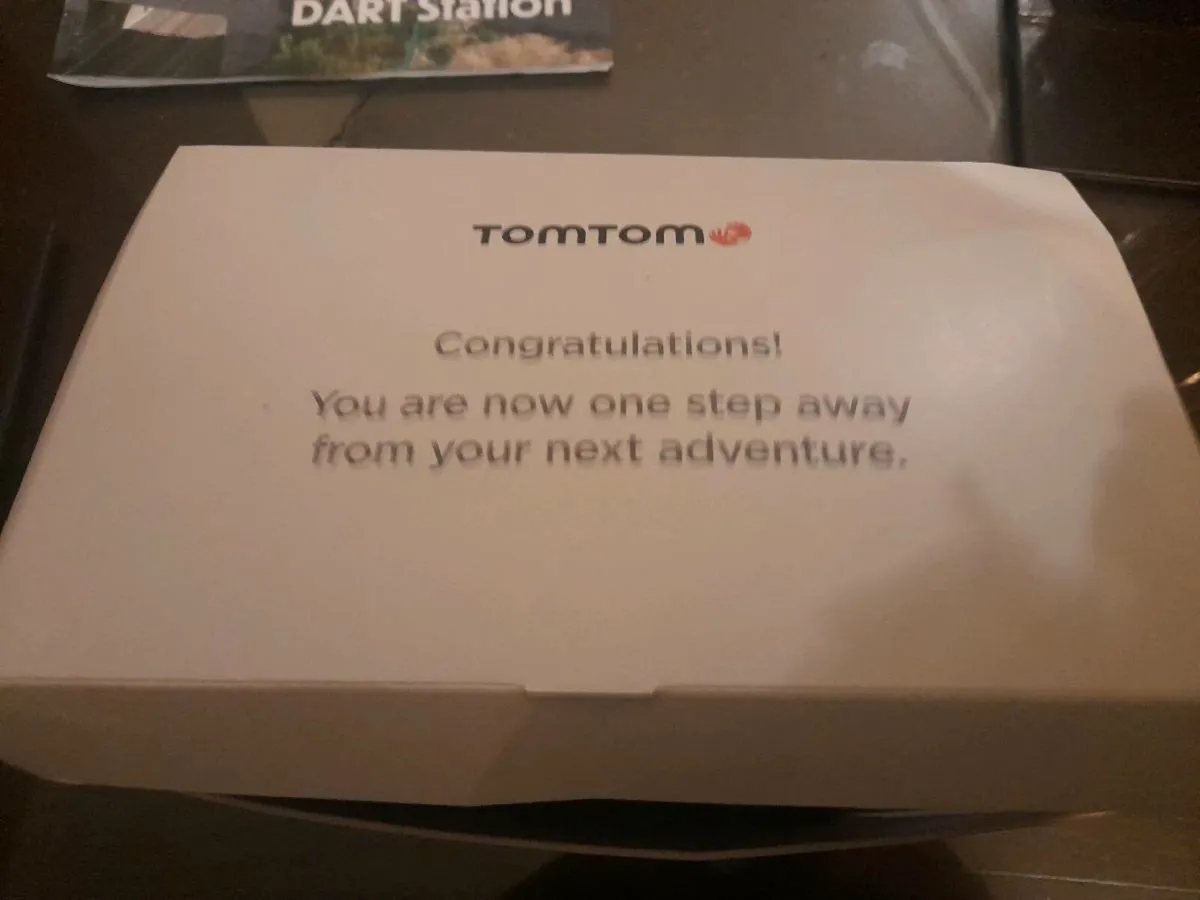 DART Station
TOMTOM
Congratulations!
You are now one step away
from your next adventure.